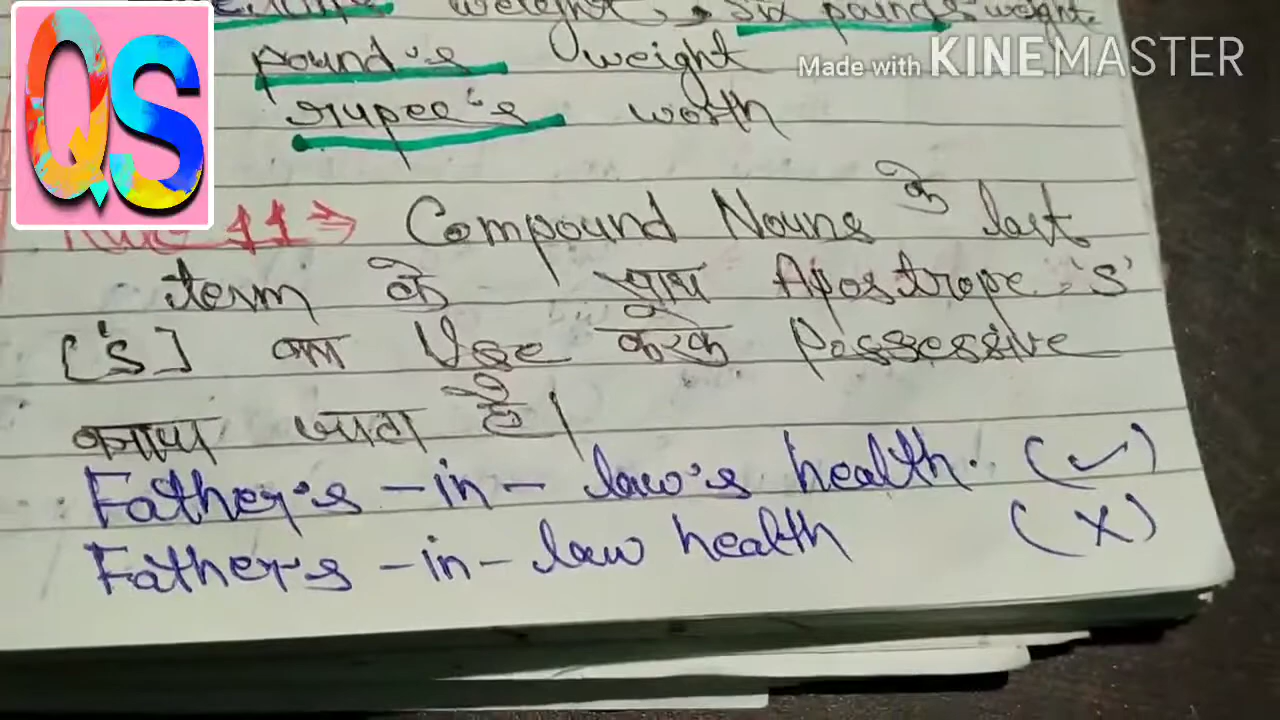 weight, six pounds weight.
pound's weight
rupee's worth
Rule 11 ⇒ Compound Nouns के last
term के साथ Apostrope 's'
['s] का Use करके Possessive
बनाया जाता है।
Father's-in-law's health. (✓)
Father's-in-law health (X)
QS
Made with KINEMASTER